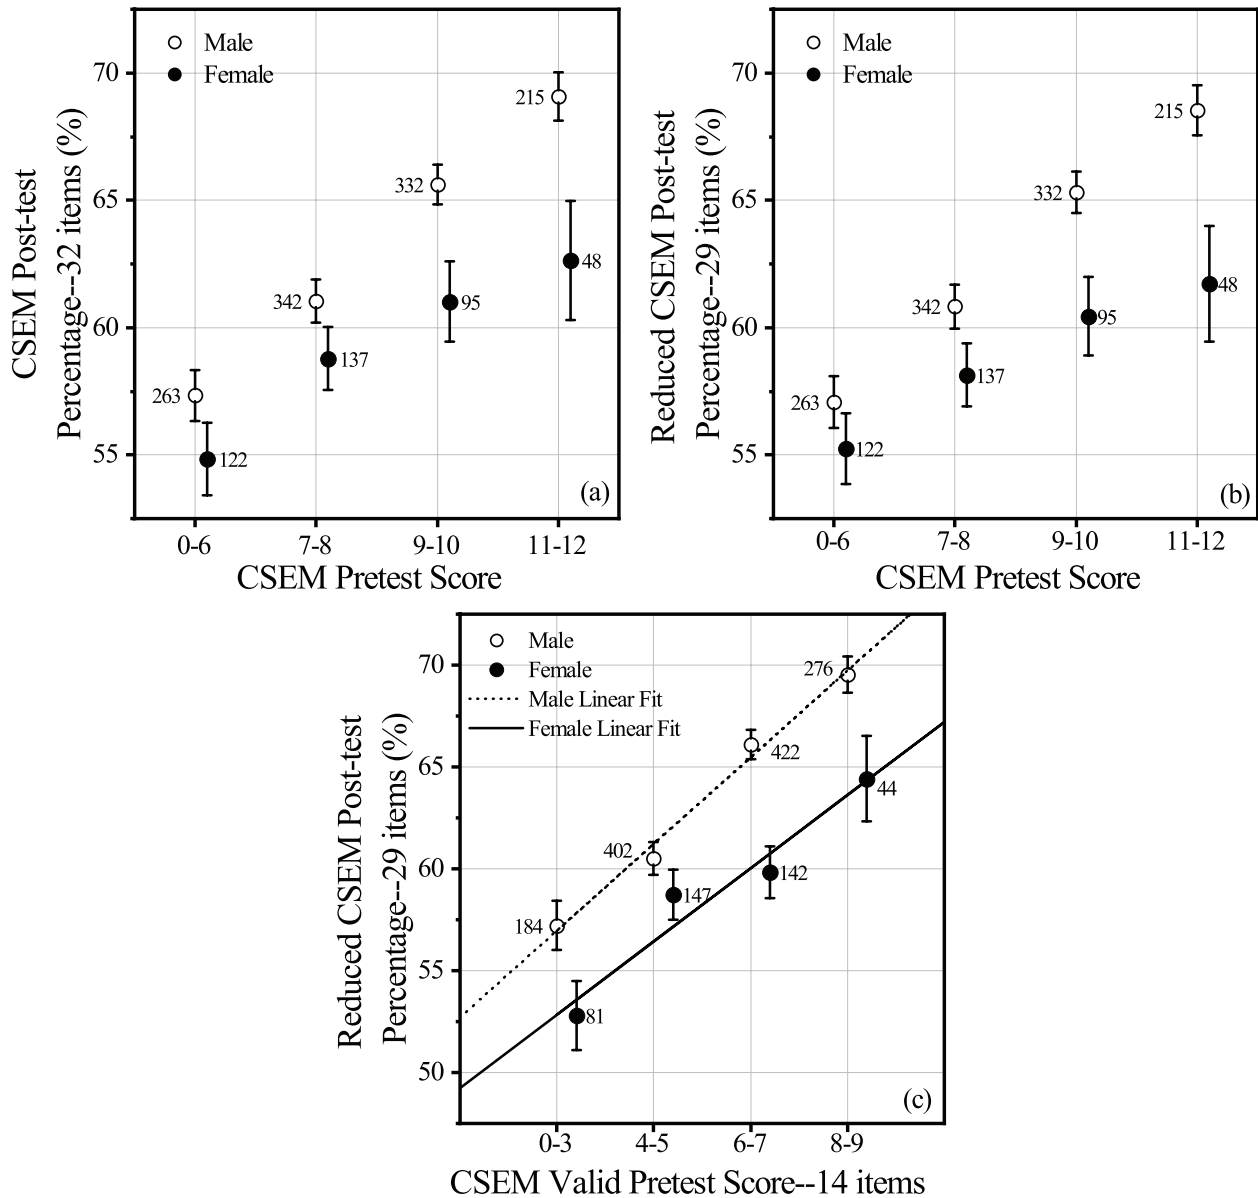 CSEM Post-test
Percentage--32 items (%)
70
65
60
55
Male
Female
263
122
342
137
332
95
215
48
(a)
0-6
7-8
9-10
11-12
CSEM Pretest Score
Reduced CSEM Post-test
Percentage--29 items (%)
70
65
60
55
Male
Female
263
122
342
137
332
95
215
48
(b)
0-6
7-8
9-10
11-12
CSEM Pretest Score
Reduced CSEM Post-test
Percentage--29 items (%)
70
65
60
55
50
Male
Female
Male Linear Fit
Female Linear Fit
184
81
402
147
422
142
276
44
(c)
0-3
4-5
6-7
8-9
CSEM Valid Pretest Score--14 items